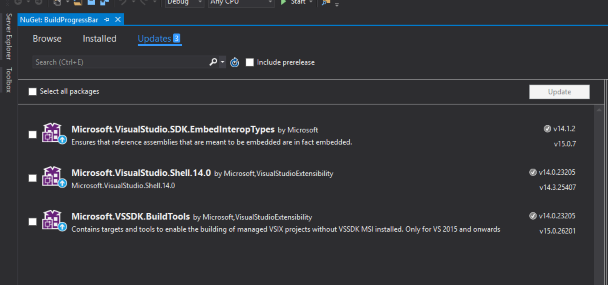 Debug
Any CPU
Start
Server Explorer
Toolbox
NuGet: BuildProgressBar
Browse
Installed
Updates 3
Search (Ctrl+E)
Include prerelease
Select all packages
Update
Microsoft.VisualStudio.SDK.EmbedInteropTypes by Microsoft
v14.1.2
Ensures that reference assemblies that are meant to be embedded are in fact embedded.
v15.0.7
Microsoft.VisualStudio.Shell.14.0 by Microsoft,VisualStudioExtensibility
v14.0.23205
Microsoft.VisualStudio.Shell.14.0
v14.3.25407
Microsoft.VSSDK.BuildTools by Microsoft,VisualStudioExtensibility
v14.0.23205
Contains targets and tools to enable the building of managed VSIX projects without VSSDK MSI installed. Only for VS 2015 and onwards
v15.0.26201